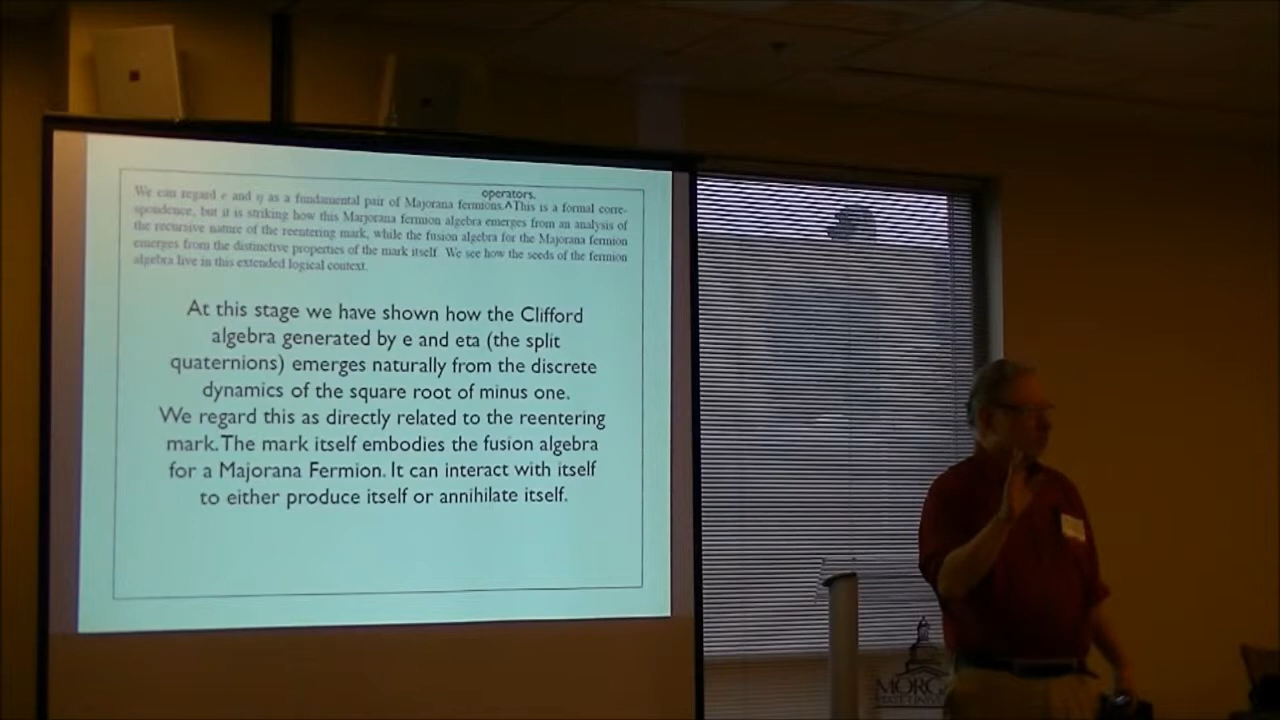 operators.
We can regard e and η as a fundamental pair of Majorana fermions.^This is a formal corre-
spondence, but it is striking how this Marjorana fermion algebra emerges from an analysis of
the recursive nature of the reentering mark, while the fusion algebra for the Majorana fermion
emerges from the distinctive properties of the mark itself. We see how the seeds of the fermion
algebra live in this extended logical context.
At this stage we have shown how the Clifford
algebra generated by e and eta (the split
quaternions) emerges naturally from the discrete
dynamics of the square root of minus one.
We regard this as directly related to the reentering
mark. The mark itself embodies the fusion algebra
for a Majorana Fermion. It can interact with itself
to either produce itself or annihilate itself.